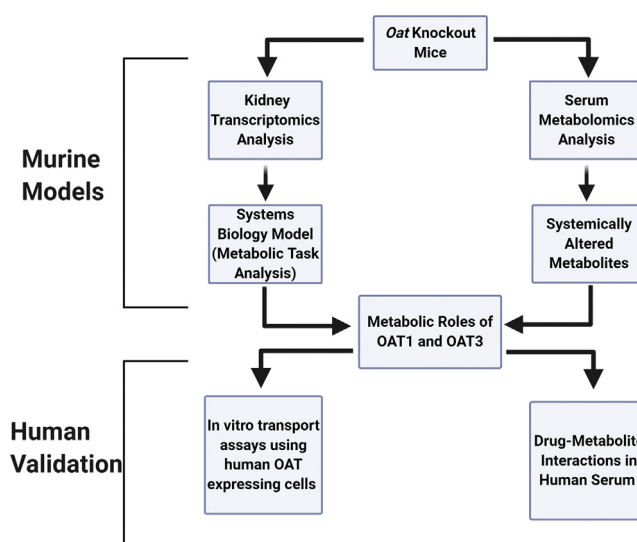 Oat Knockout
Mice
Kidney
Transcriptomics
Analysis
Serum
Metabolomics
Analysis
Murine
Models
Systems
Biology Model
(Metabolic Task
Analysis)
Systemically
Altered
Metabolites
Metabolic Roles of
OAT1 and OAT3
Human
Validation
In vitro transport
assays using
human OAT
expressing cells
Drug-Metabolite
Interactions in
Human Serum